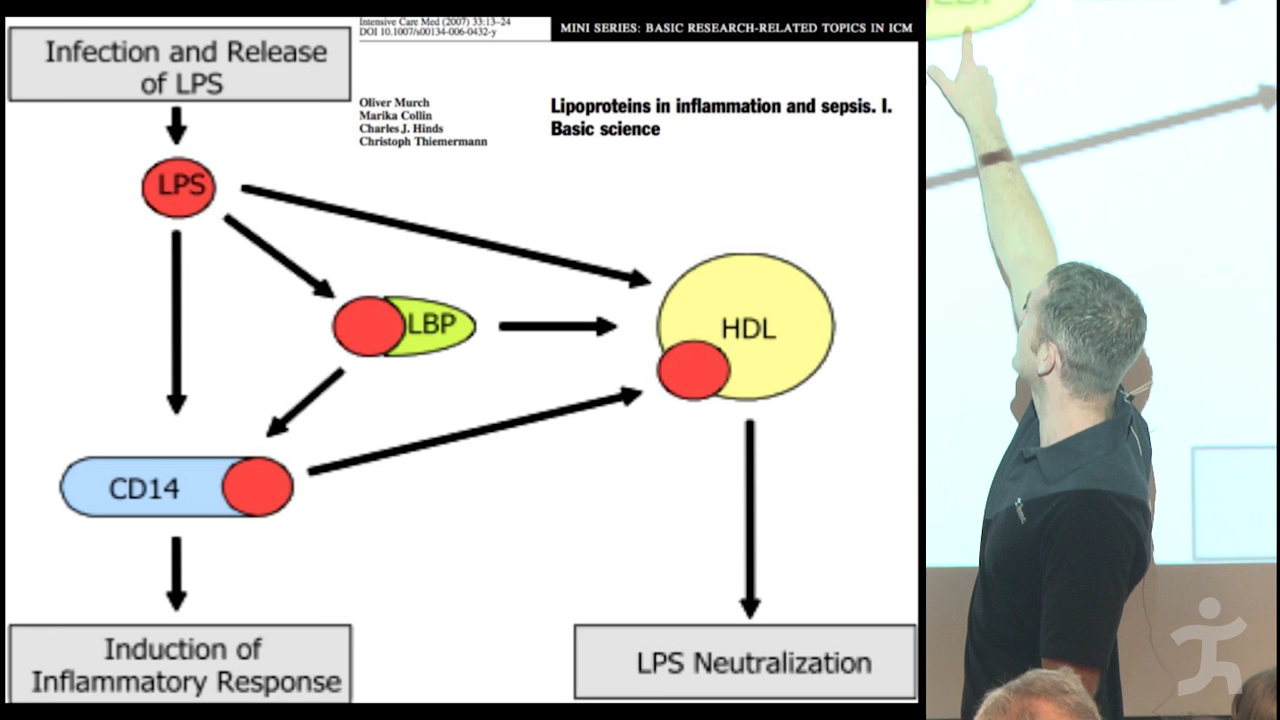 Intensive Care Med (2007) 33:13–24
DOI 10.1007/s00134-006-0432-y
MINI SERIES: BASIC RESEARCH-RELATED TOPICS IN ICM
Oliver Murch
Marika Collin
Charles J. Hinds
Christoph Thiemermann
Lipoproteins in inflammation and sepsis. I.
Basic science
Infection and Release
of LPS
LPS
LBP
HDL
CD14
Induction of
Inflammatory Response
LPS Neutralization